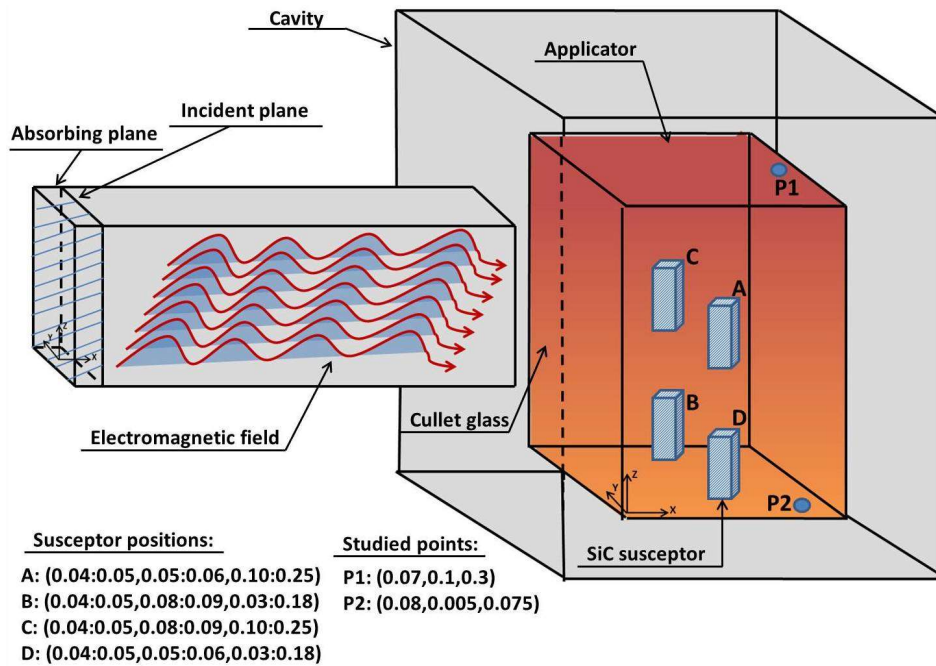 Cavity
Applicator
Incident plane
Absorbing plane
P1
C
A
B
D
Cullet glass
Electromagnetic field
P2
SiC susceptor
Z
Y
X
Z
Y
X
Susceptor positions:
A: (0.04:0.05,0.05:0.06,0.10:0.25)
B: (0.04:0.05,0.08:0.09,0.03:0.18)
C: (0.04:0.05,0.08:0.09,0.10:0.25)
D: (0.04:0.05,0.05:0.06,0.03:0.18)
Studied points:
P1: (0.07,0.1,0.3)
P2: (0.08,0.005,0.075)